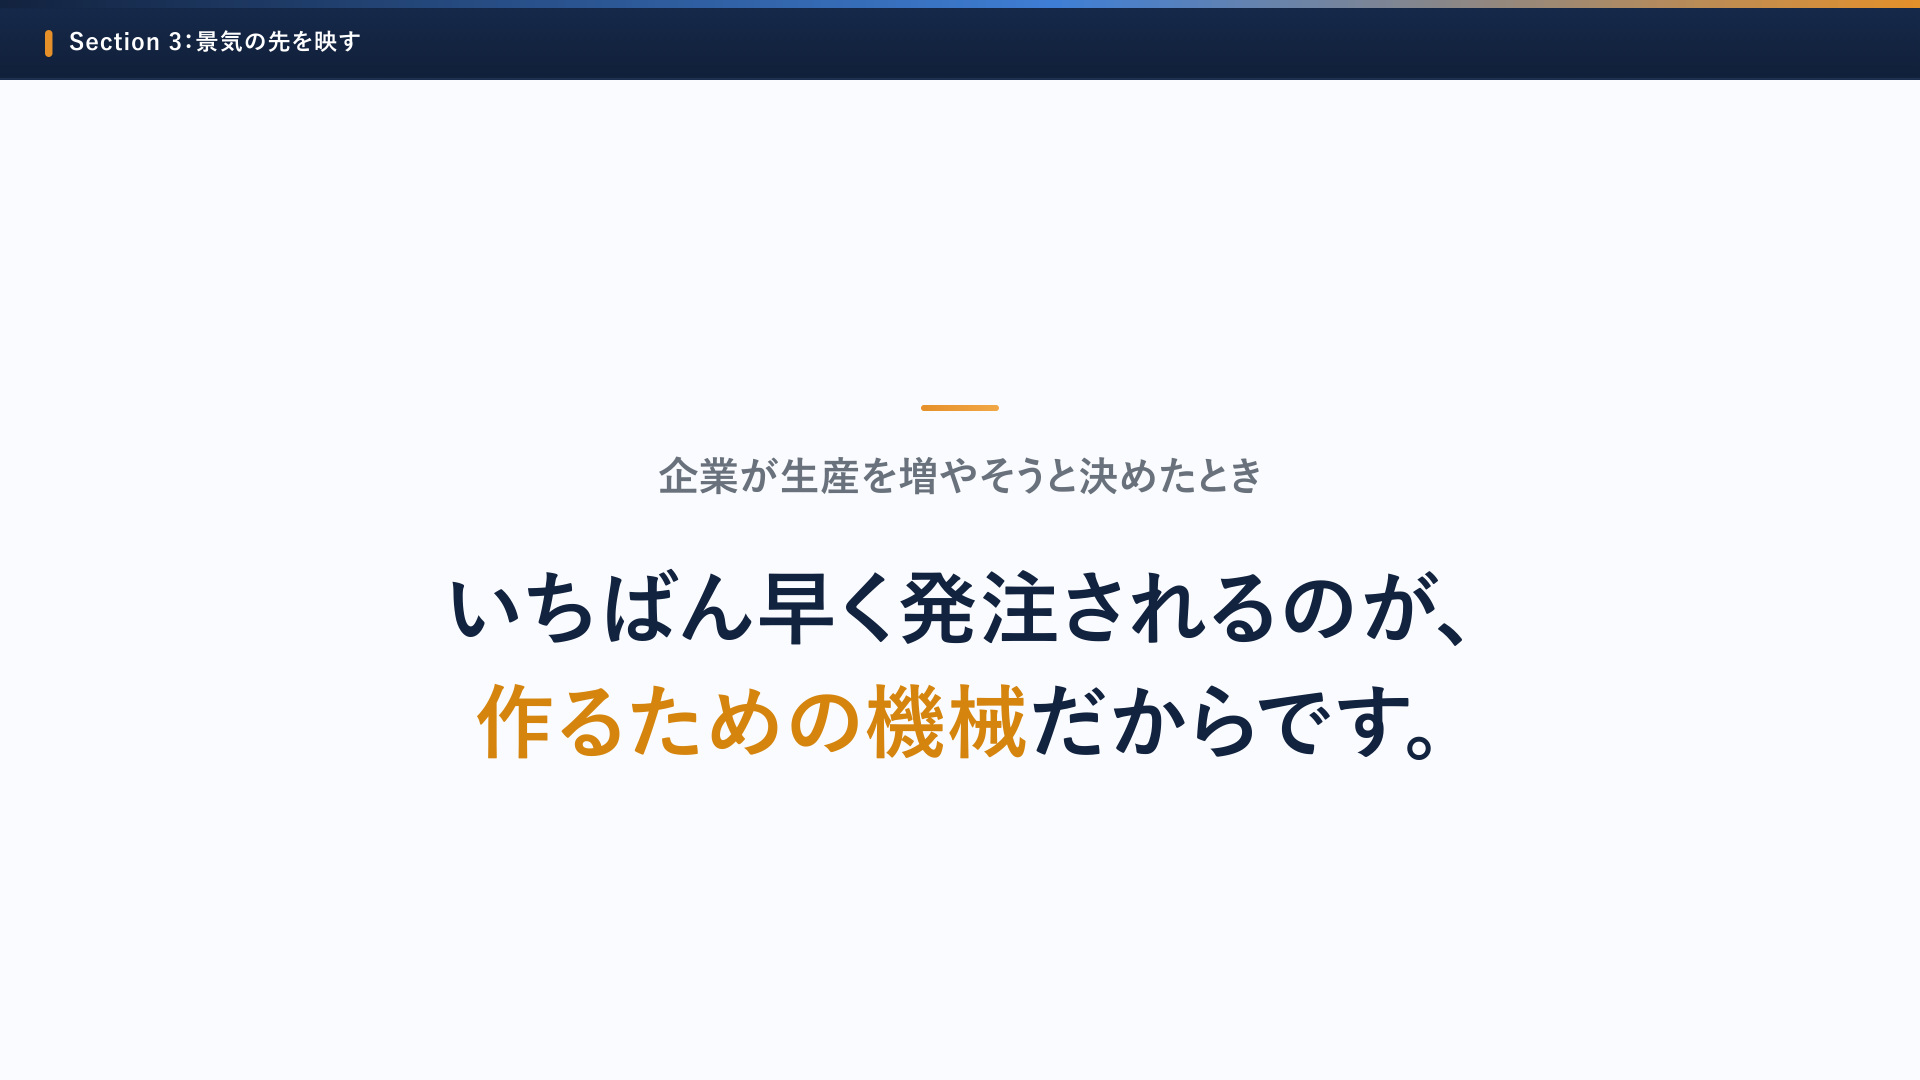 Section 3：景気の先を映す
企業が生産を増やそうと決めたとき
いちばん早く発注されるのが、
作るための機械だからです。